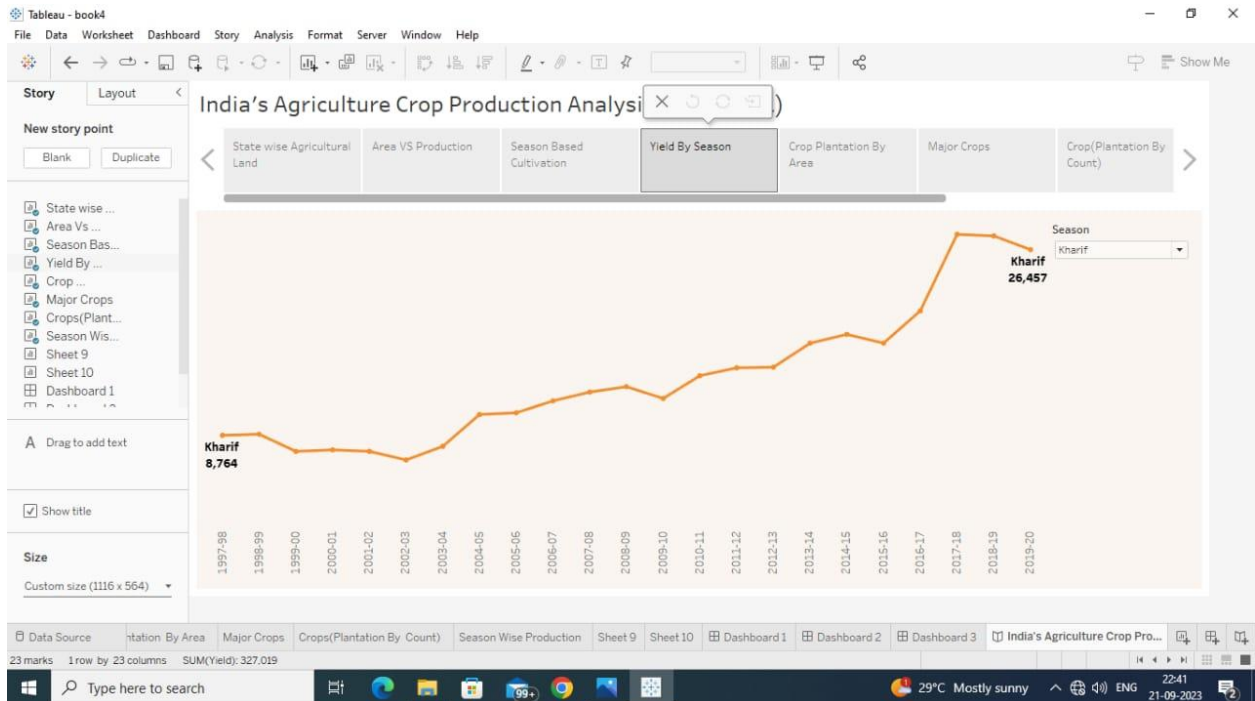 Tableau - book4
File Data Worksheet Dashboard Story Analysis Format Server Window Help
Show Me
Story Layout
New story point
Blank Duplicate
State wise ...
Area Vs ...
Season Bas...
Yield By ...
Crop ...
Major Crops
Crops(Plant...
Season Wis...
Sheet 9
Sheet 10
Dashboard 1
A Drag to add text
Show title
Size
Custom size (1116 x 564)
India's Agriculture Crop Production Analysi
State wise Agricultural Land
Area VS Production
Season Based Cultivation
Yield By Season
Crop Plantation By Area
Major Crops
Crop(Plantation By Count)
Season
Kharif
Kharif
26,457
Kharif
8,764
1997-98
1998-99
1999-00
2000-01
2001-02
2002-03
2003-04
2004-05
2005-06
2006-07
2007-08
2008-09
2009-10
2010-11
2011-12
2012-13
2013-14
2014-15
2015-16
2016-17
2017-18
2018-19
2019-20
Data Source ntation By Area Major Crops Crops(Plantation By Count) Season Wise Production Sheet 9 Sheet 10 Dashboard 1 Dashboard 2 Dashboard 3 India's Agriculture Crop Pro...
23 marks 1 row by 23 columns SUM(Yield): 327,019
Type here to search
99+
29°C Mostly sunny
ENG
22:41
21-09-2023
2